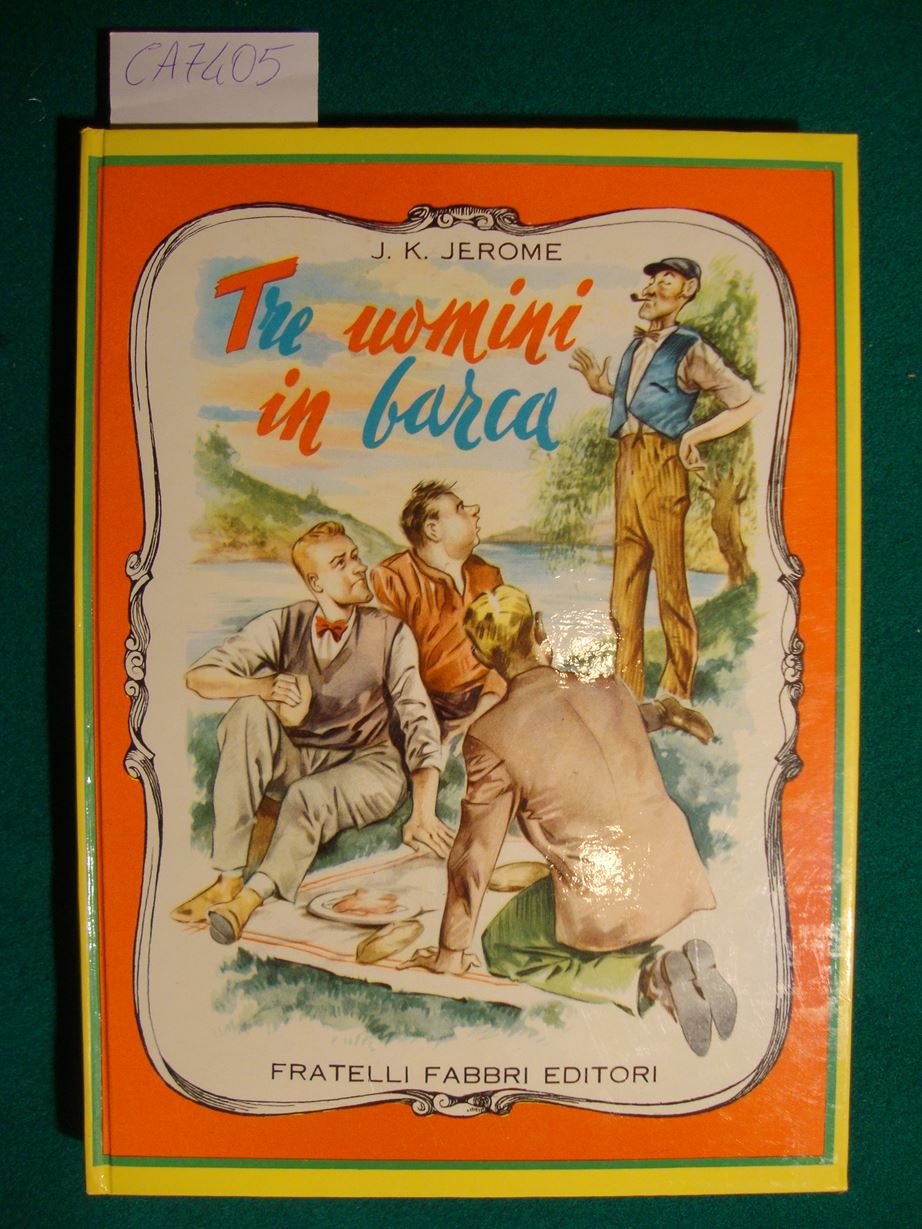 CA7405
J. K. JEROME
Tre uomini
in barca
FRATELLI FABBRI EDITORI